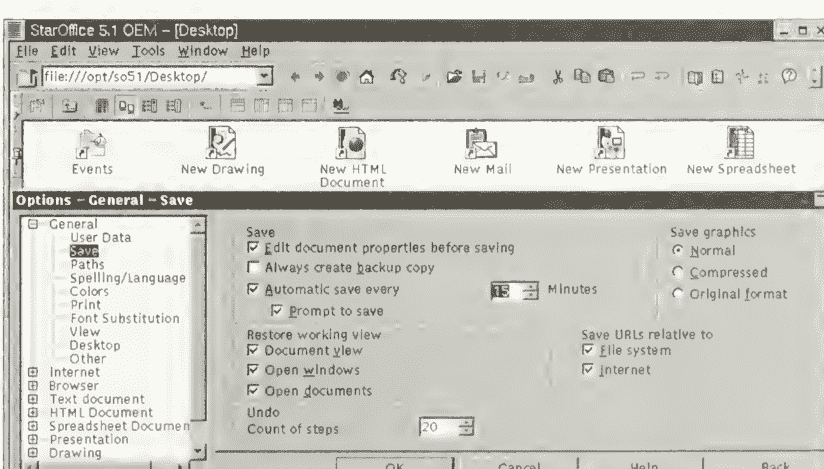 StarOffice 5.1 OEM – [Desktop]
File Edit View Tools Window Help
file:///opt/so51/Desktop/
Events New Drawing New HTML Document New Mail New Presentation New Spreadsheet
Options – General – Save
General
User Data
Save
Paths
Spelling/Language
Colors
Print
Font Substitution
View
Desktop
Other
Internet
Browser
Text document
HTML Document
Spreadsheet Documen
Presentation
Drawing
Save
Edit document properties before saving
Always create backup copy
Automatic save every 15 Minutes
Prompt to save
Restore working view
Document view
Open windows
Open documents
Undo
Count of steps 20
Save graphics
Normal
Compressed
Original format
Save URLs relative to
File system
Internet
OK Cancel Help Back